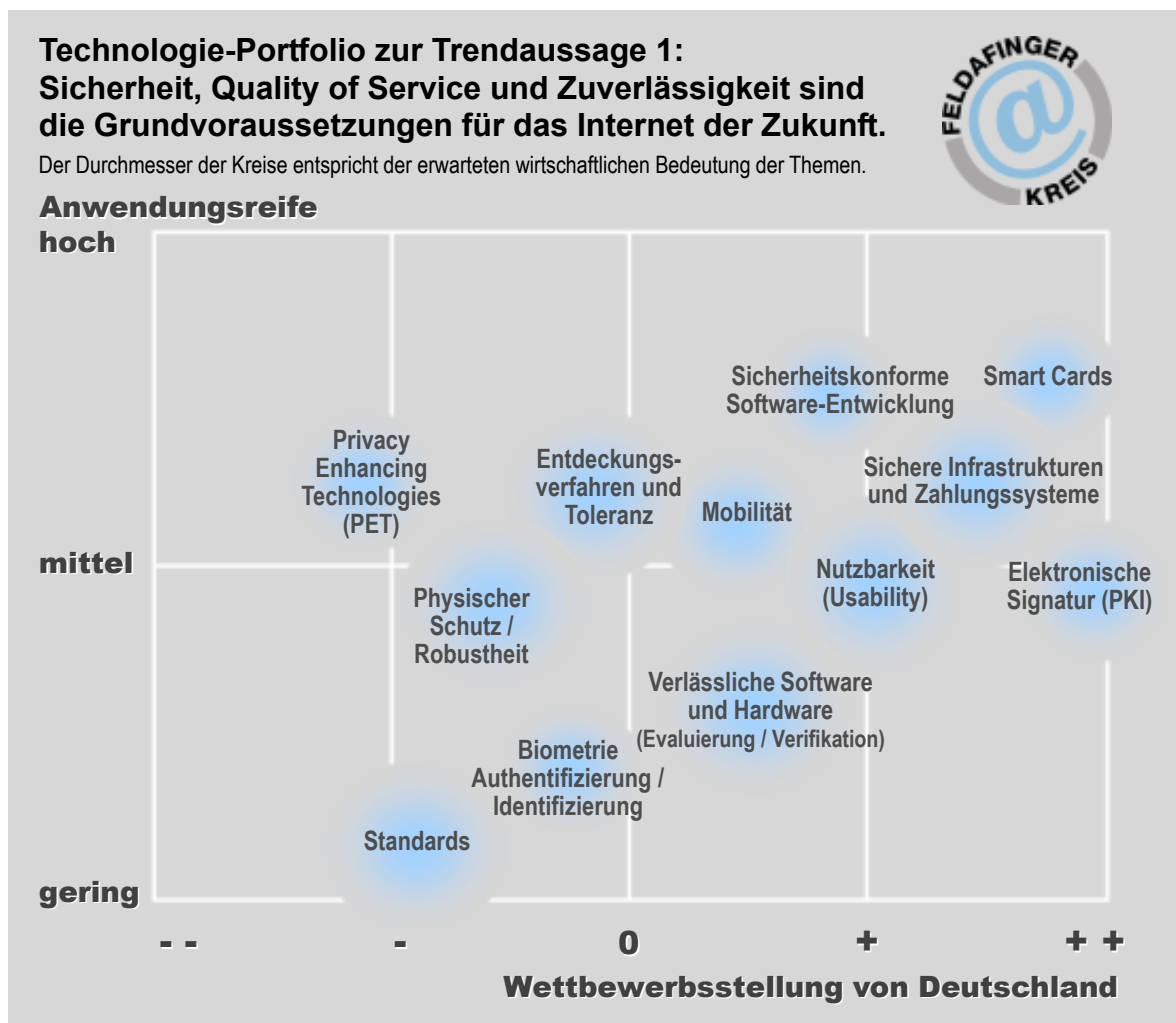 Technologie-Portfolio zur Trendaussage 1:
Sicherheit, Quality of Service und Zuverlässigkeit sind
die Grundvoraussetzungen für das Internet der Zukunft.
Der Durchmesser der Kreise entspricht der erwarteten wirtschaftlichen Bedeutung der Themen.
FELDAFINGER
@
KREIS
Anwendungsreife
hoch
Sicherheitskonforme
Software-Entwicklung
Smart Cards
Privacy
Enhancing
Technologies
(PET)
Entdeckungs-
verfahren und
Toleranz
Mobilität
Sichere Infrastrukturen
und Zahlungssysteme
mittel
Physischer
Schutz /
Robustheit
Nutzbarkeit
(Usability)
Elektronische
Signatur (PKI)
Verlässliche Software
und Hardware
(Evaluierung / Verifikation)
Biometrie
Authentifizierung /
Identifizierung
Standards
gering
- - - 0 + + +
Wettbewerbsstellung von Deutschland